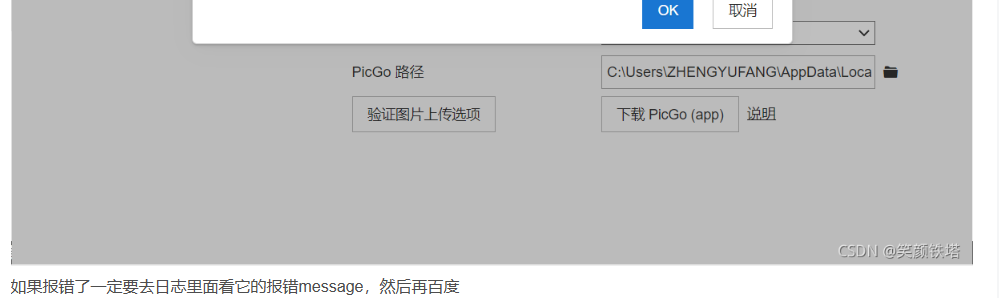 OK 取消
PicGo 路径 C:\Users\ZHENGYUFANG\AppData\Loca
验证图片上传选项 下载 PicGo (app) 说明
CSDN @笑颜铁塔
如果报错了一定要去日志里面看它的报错message，然后再百度